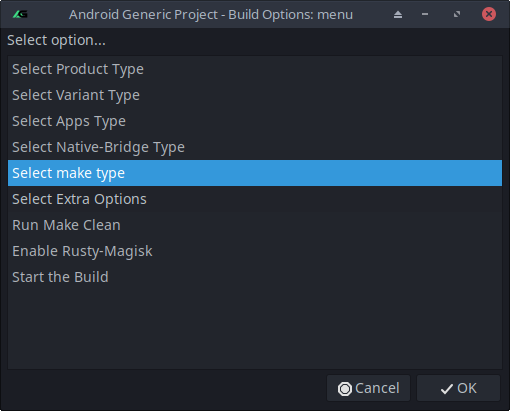 Android Generic Project - Build Options: menu
Select option...
Select Product Type
Select Variant Type
Select Apps Type
Select Native-Bridge Type
Select make type
Select Extra Options
Run Make Clean
Enable Rusty-Magisk
Start the Build
Cancel OK